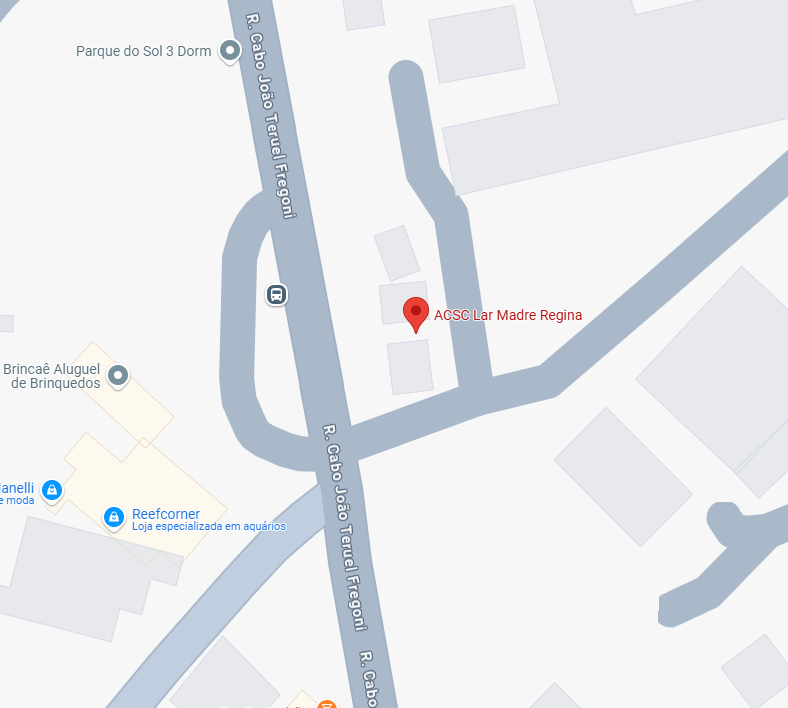 R. Cabo João Teruel Fregoni
Parque do Sol 3 Dorm
ACSC Lar Madre Regina
Brincaê Aluguel
de Brinquedos
R. Cabo João Teruel Fregoni
anelli
e moda
Reefcorner
Loja especializada em aquários
R. Cabo